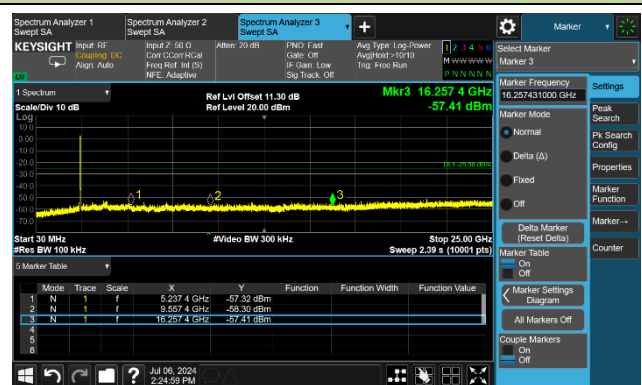 Spectrum Analyzer 1
Swept SA
Spectrum Analyzer 2
Swept SA
Spectrum Analyzer 3
Swept SA
Marker
KEYSIGHT
Input: RF
Coupling: DC
Align: Auto
Input Z: 50 Ω
Corr CCorr RCal
Freq Ref: Int (S)
NFE: Adaptive
Atten: 20 dB
PNO: Fast
Gate: Off
IF Gain: Low
Sig Track: Off
Avg Type: Log-Power
Avg|Hold:>10/10
Trig: Free Run
1 2 3 4 5 6
M W W W W W
P N N N N N
LW
Select Marker
Marker 3
1 Spectrum
Scale/Div 10 dB
Ref Lvl Offset 11.30 dB
Ref Level 20.00 dBm
Mkr3 16.257 4 GHz
-57.41 dBm
Log
10.0
0.00
-10.0
-20.0
-30.0
-40.0
-50.0
-60.0
-70.0
1
2
3
Start 30 MHz
#Res BW 100 kHz
#Video BW 300 kHz
Stop 25.00 GHz
Sweep 2.39 s (10001 pts)
5 Marker Table
Mode Trace Scale X Y Function Function Width Function Value
1 N 1 f 5.237 4 GHz -57.32 dBm
2 N 1 f 9.557 4 GHz -58.30 dBm
3 N 1 f 16.257 4 GHz -57.41 dBm
4
5
6
Marker Frequency
16.257431000 GHz
Marker Mode
Normal
Delta (Δ)
Fixed
Off
Delta Marker
(Reset Delta)
Marker Table
On
Off
Marker Settings
Diagram
All Markers Off
Couple Markers
On
Off
Settings
Peak
Search
Pk Search
Config
Properties
Marker
Function
Marker→
Counter
?
Jul 06, 2024
2:24:59 PM